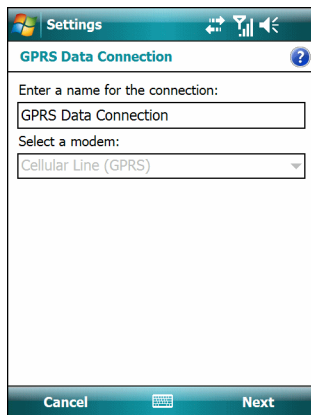 Settings
GPRS Data Connection
?
Enter a name for the connection:
GPRS Data Connection
Select a modem:
Cellular Line (GPRS)
Cancel Next